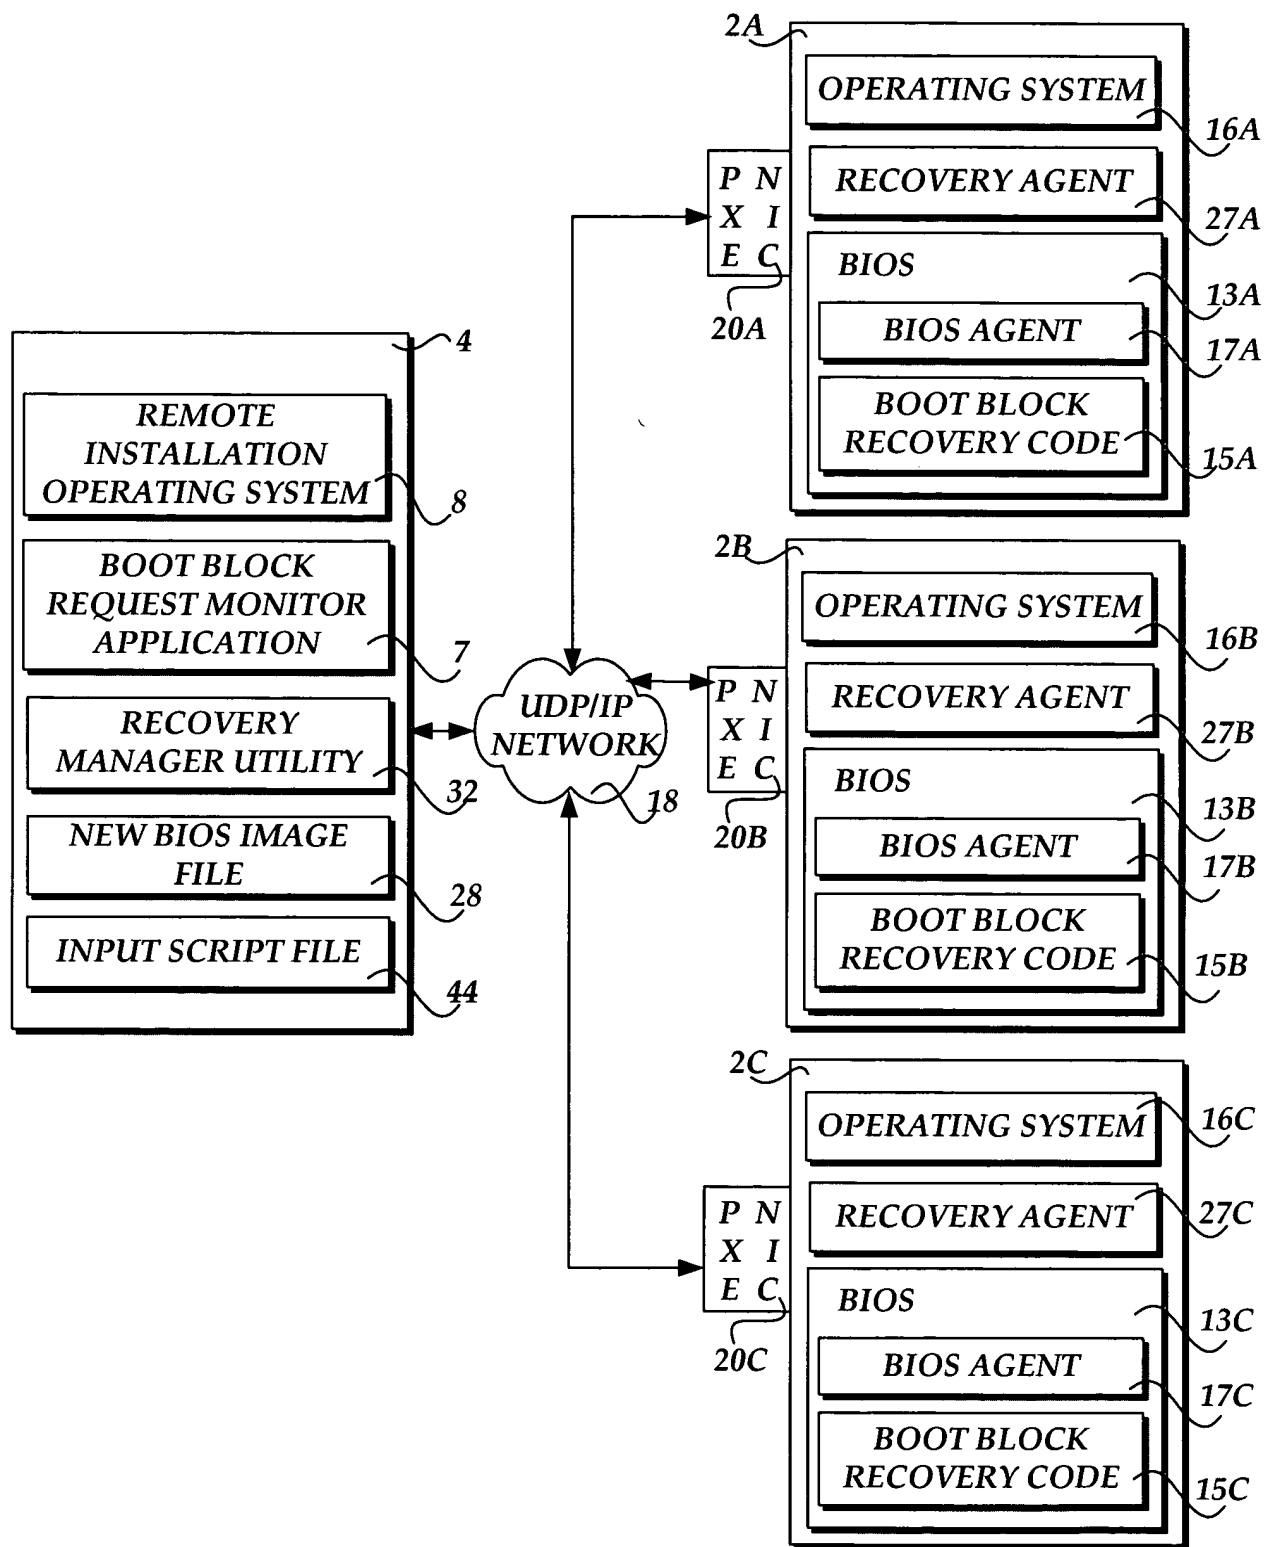 4
REMOTE
INSTALLATION
OPERATING SYSTEM
8
BOOT BLOCK
REQUEST MONITOR
APPLICATION
7
RECOVERY
MANAGER UTILITY
32
NEW BIOS IMAGE
FILE
28
INPUT SCRIPT FILE
44
UDP/IP
NETWORK
18
2A
OPERATING SYSTEM
16A
P N
X I
E C
20A
RECOVERY AGENT
27A
BIOS
13A
BIOS AGENT
17A
BOOT BLOCK
RECOVERY CODE
15A
2B
OPERATING SYSTEM
16B
P N
X I
E C
20B
RECOVERY AGENT
27B
BIOS
13B
BIOS AGENT
17B
BOOT BLOCK
RECOVERY CODE
15B
2C
OPERATING SYSTEM
16C
P N
X I
E C
20C
RECOVERY AGENT
27C
BIOS
13C
BIOS AGENT
17C
BOOT BLOCK
RECOVERY CODE
15C